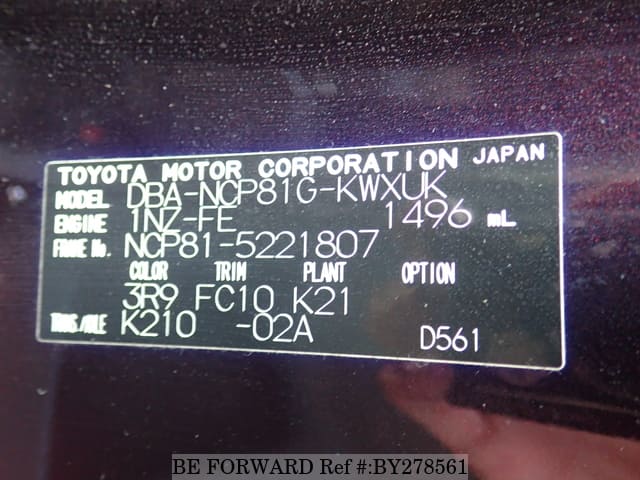 TOYOTA MOTOR CORPORATION JAPAN
MODEL DBA-NCP81G-KWXUK
ENGINE 1NZ-FE 1496 mL
FRAME No. NCP81-5221807
COLOR TRIM PLANT OPTION
3R9 FC10 K21
TRANS./AXLE K210 -02A D561
BE FORWARD Ref #:BY278561